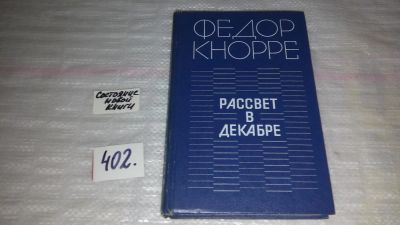 ФЕДОР
КНОРРЕ
РАССВЕТ
В
ДЕКАБРЕ
Состояние
новой
книги
402.